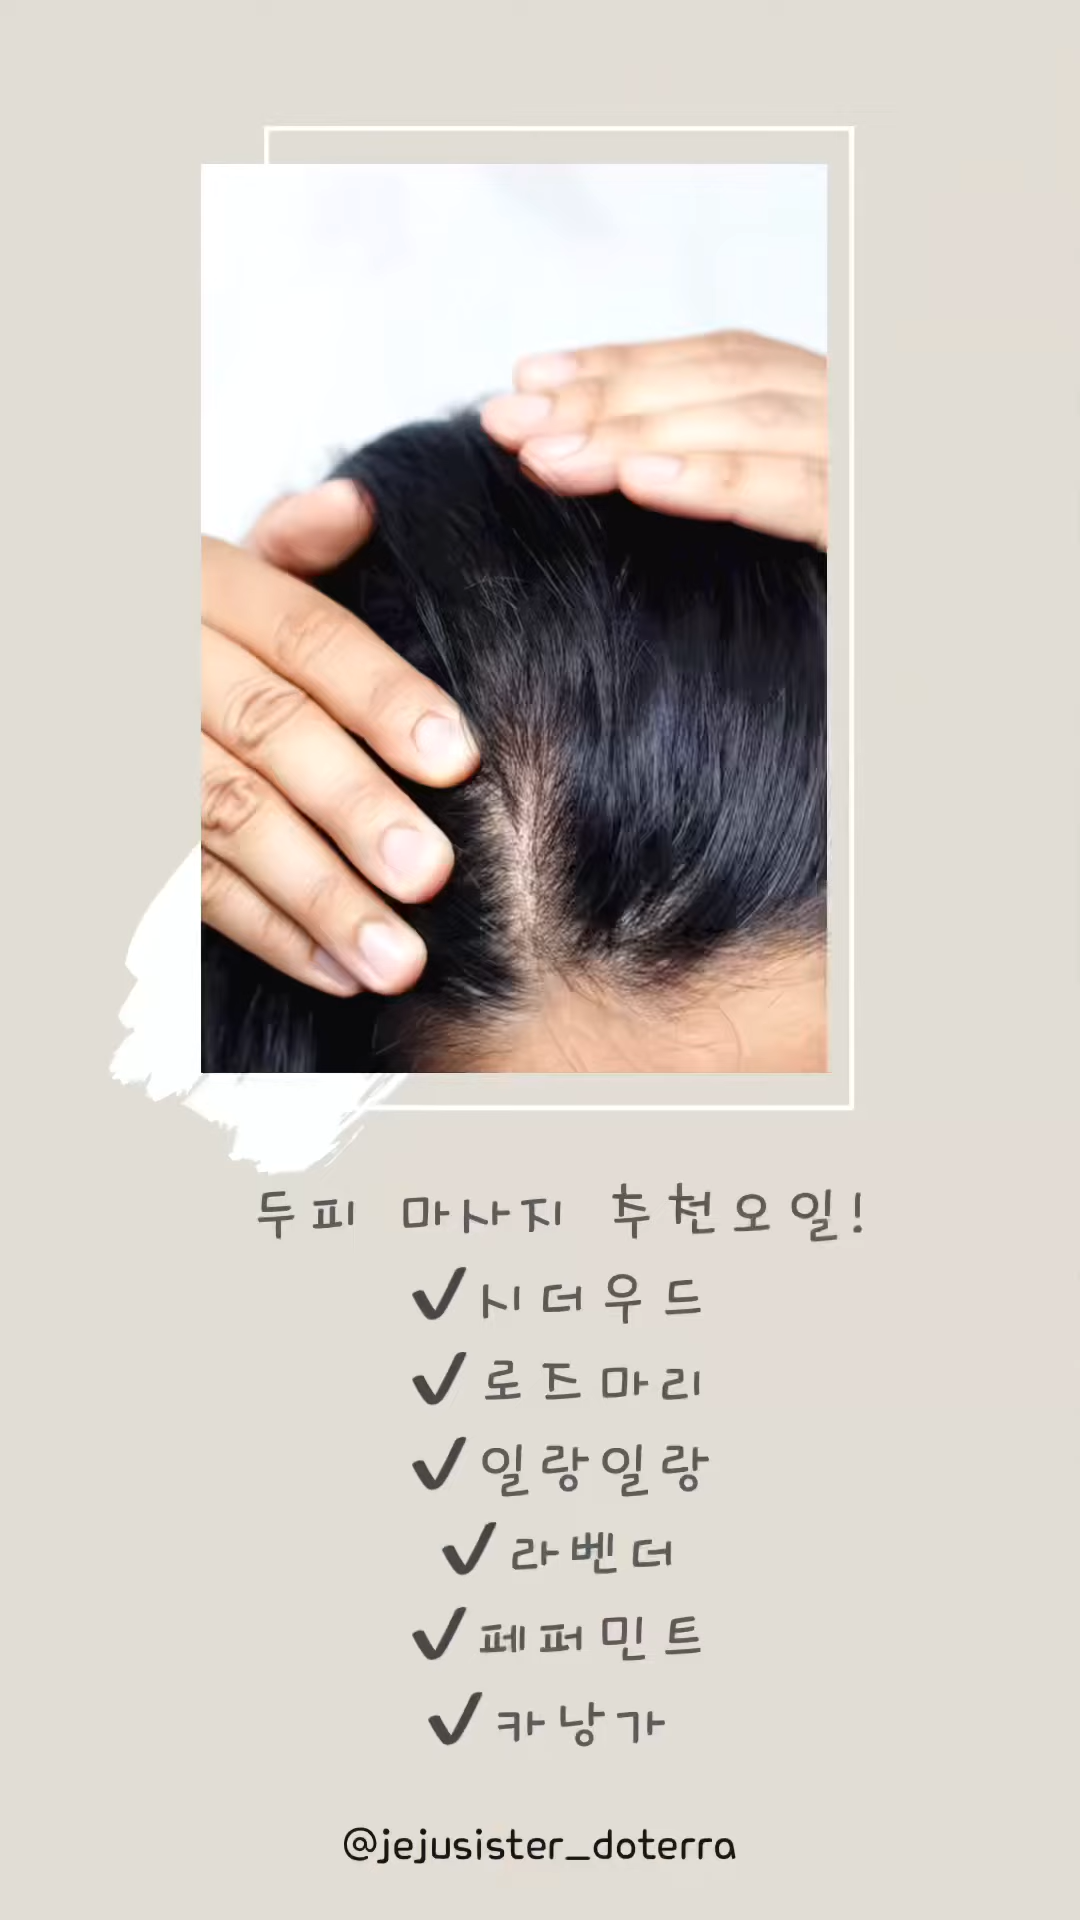 두피 마사지 추천오일!
✔시더우드
✔로즈마리
✔일랑일랑
✔라벤더
✔페퍼민트
✔카낭가
@jejusister_doterra